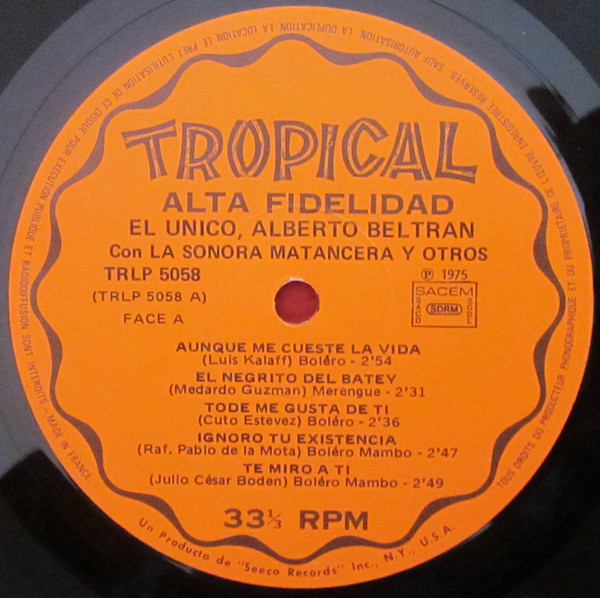 TROPICAL
ALTA FIDELIDAD
EL UNICO, ALBERTO BELTRAN
Con LA SONORA MATANCERA Y OTROS
TRLP 5058
℗ 1975
(TRLP 5058 A)
SACEM
SACD
SDRM
SGDL
FACE A
AUNQUE ME CUESTE LA VIDA
(Luis Kalaff) Boléro - 2'54
EL NEGRITO DEL BATEY
(Medardo Guzman) Merengue - 2'31
TODE ME GUSTA DE TI
(Cuto Estevez) Boléro - 2'36
IGNORO TU EXISTENCIA
(Raf. Pablo de la Mota) Boléro Mambo - 2'47
TE MIRO A TI
(Julio César Boden) Boléro Mambo - 2'49
33⅓ RPM
Un Producto de "Seeco Records" Inc., N.Y., U.S.A.
TOUS DROITS DU PRODUCTEUR PHONOGRAPHIQUE ET DU PROPRIETAIRE DE L'ŒUVRE ENREGISTREE RESERVES. SAUF AUTORISATION LA DUPLICATION, LA LOCATION, LE PRET L'UTILISATION DE CE DISQUE POUR EXECUTION PUBLIQUE ET RADIODIFFUSION SONT INTERDITS - MADE IN FRANCE